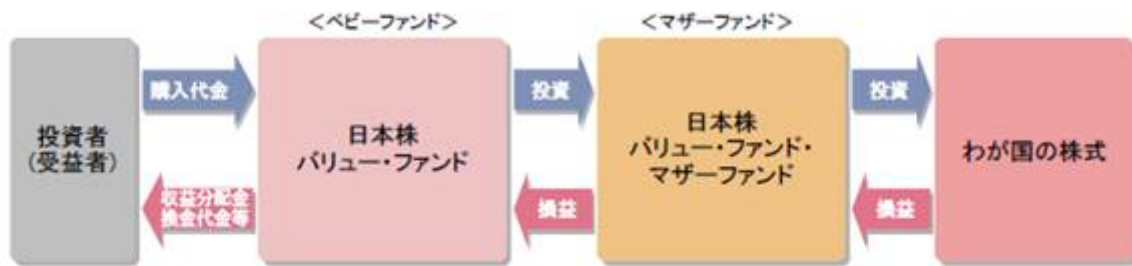 ＜ベビーファンド＞
＜マザーファンド＞
投資者
（受益者）
購入代金
収益分配金
換金代金等
日本株
バリュー・ファンド
投資
損益
日本株
バリュー・ファンド・
マザーファンド
投資
損益
わが国の株式